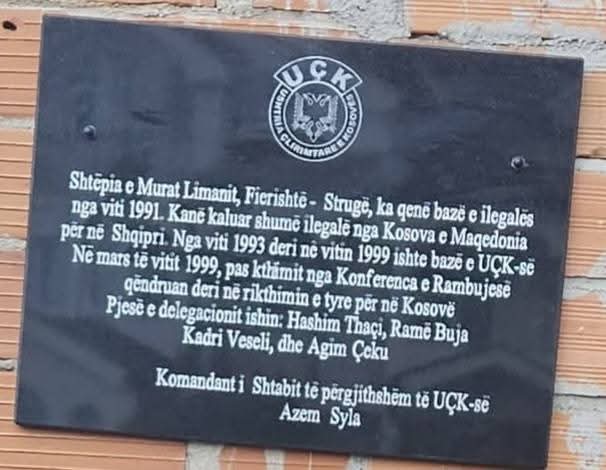 UÇK
USHTRIA ÇLIRIMTARE E KOSOVËS
Shtëpia e Murat Limanit, Fierishtë - Strugë, ka qenë bazë e ilegalës
nga viti 1991. Kanë kaluar shumë ilegalë nga Kosova e Maqedonia
për në Shqipri. Nga viti 1993 deri në vitin 1999 ishte bazë e UÇK-së
Në mars të vitit 1999, pas kthimit nga Konferenca e Rambujesë
qëndruan deri në rikthimin e tyre për në Kosovë
Pjesë e delegacionit ishin: Hashim Thaçi, Ramë Buja
Kadri Veseli, dhe Agim Çeku
Komandant i Shtabit të përgjithshëm të UÇK-së
Azem Syla